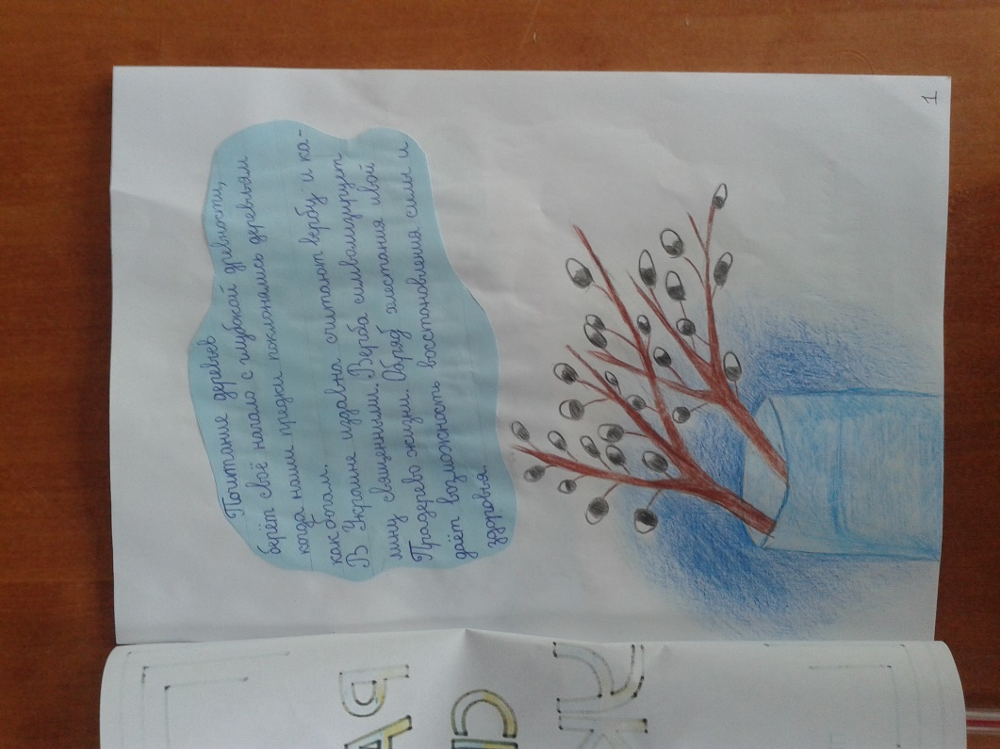 Почитание деревьев
берёт своё начало с глубокой древности,
когда наши предки поклонялись деревьям
как богам.
В Украине издавна считают вербу и ка-
лину священными. Верба символизирует
Прадерево жизни. Обряд хлестания ивой
даёт возможность восстановления силы и
здоровья.
1